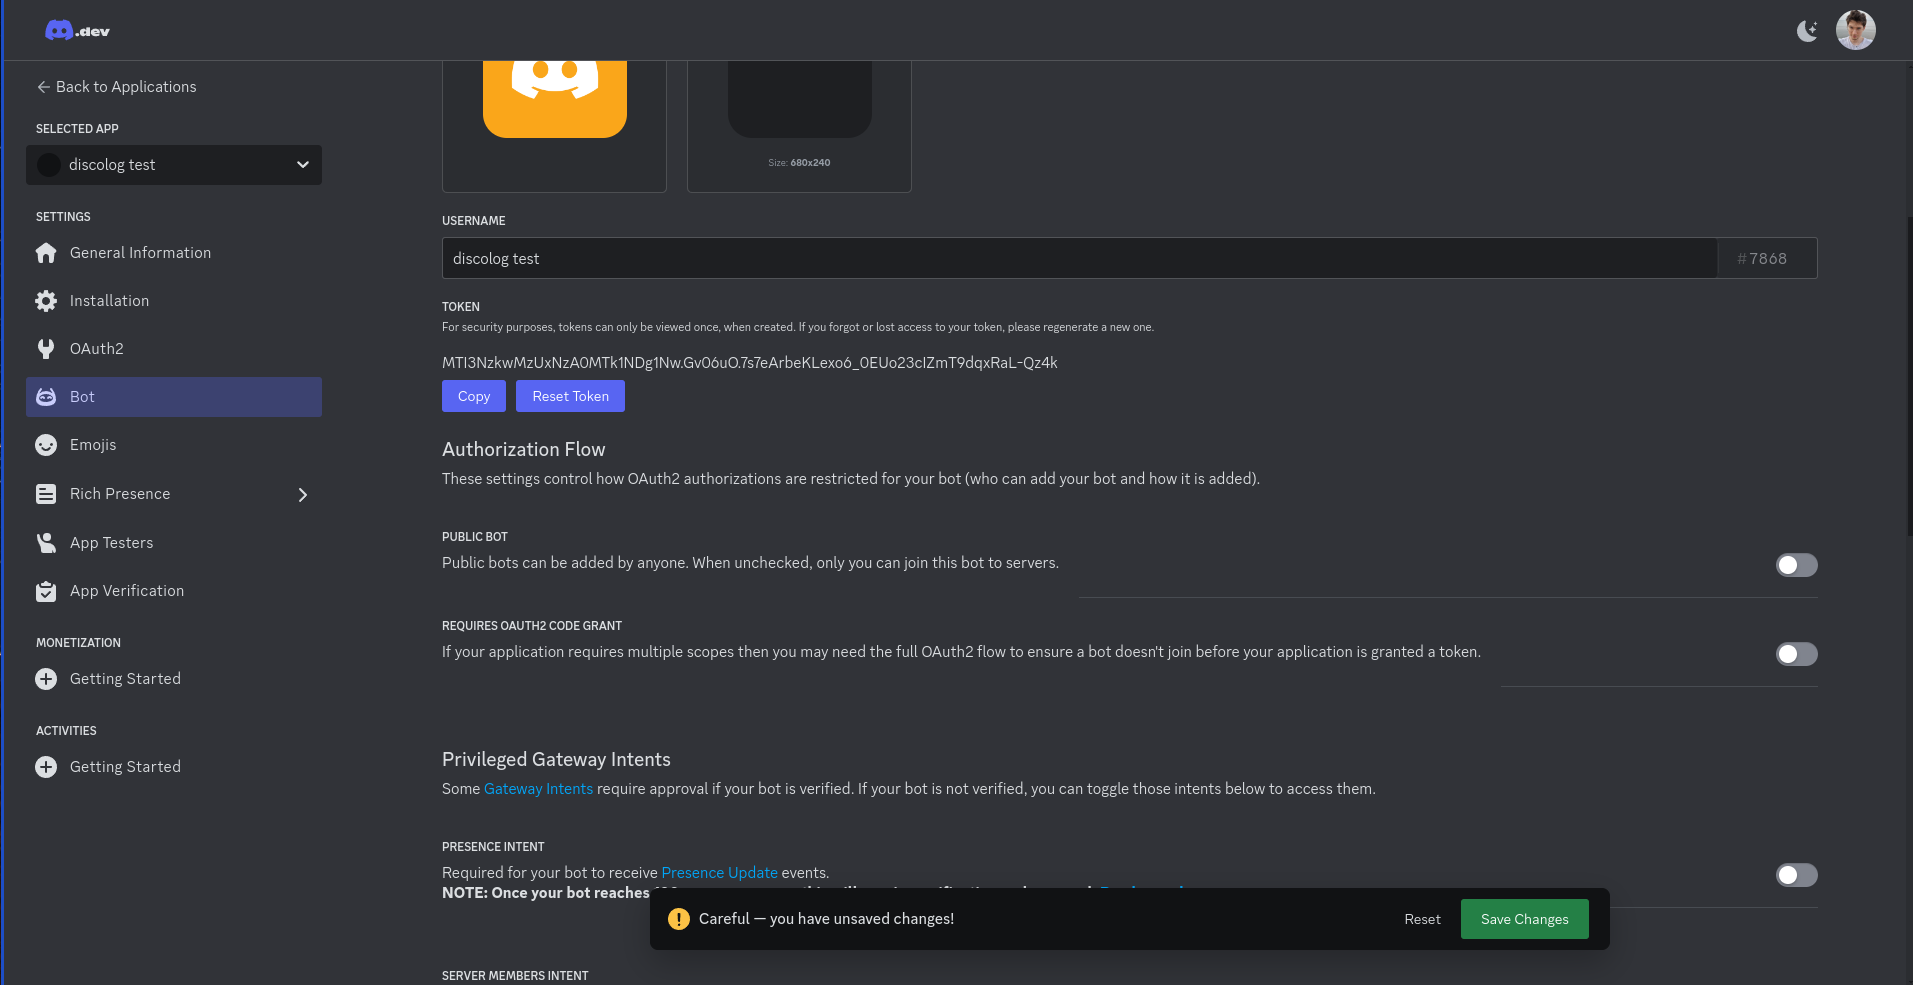 .dev
Back to Applications
SELECTED APP
discolog test
SETTINGS
General Information
Installation
OAuth2
Bot
Emojis
Rich Presence
App Testers
App Verification
MONETIZATION
Getting Started
ACTIVITIES
Getting Started
Size: 680x240
USERNAME
discolog test
#7868
TOKEN
For security purposes, tokens can only be viewed once, when created. If you forgot or lost access to your token, please regenerate a new one.
MTI3NzkwMzUxNzA0MTk1NDg1Nw.Gv06uO.7s7eArbeKLexo6_0EUo23cIZmT9dqxRaL-Qz4k
Copy
Reset Token
Authorization Flow
These settings control how OAuth2 authorizations are restricted for your bot (who can add your bot and how it is added).
PUBLIC BOT
Public bots can be added by anyone. When unchecked, only you can join this bot to servers.
REQUIRES OAUTH2 CODE GRANT
If your application requires multiple scopes then you may need the full OAuth2 flow to ensure a bot doesn't join before your application is granted a token.
Privileged Gateway Intents
Some Gateway Intents require approval if your bot is verified. If your bot is not verified, you can toggle those intents below to access them.
PRESENCE INTENT
Required for your bot to receive Presence Update events.
NOTE: Once your bot reaches
Careful — you have unsaved changes!
Reset
Save Changes
SERVER MEMBERS INTENT